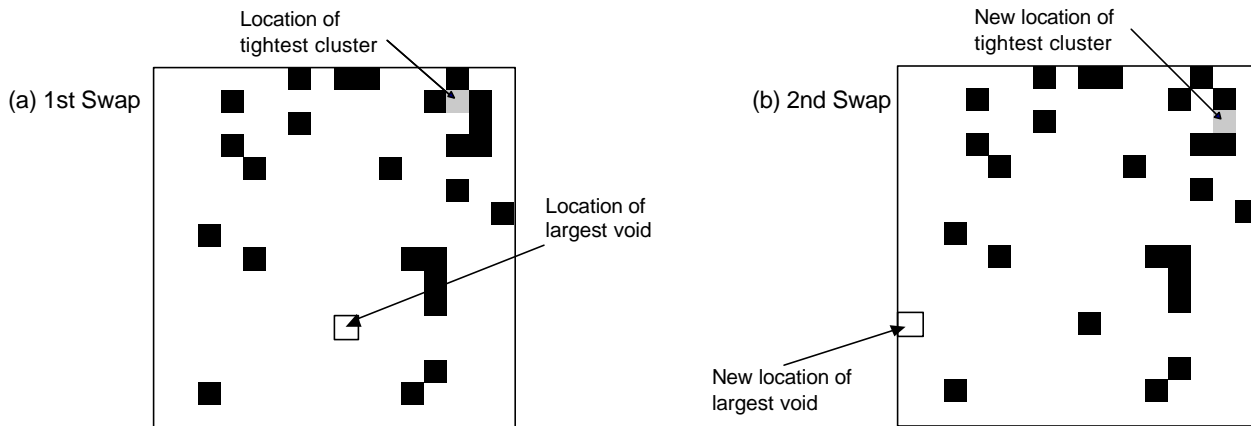 Location of
tightest cluster
(a) 1st Swap
Location of
largest void
New location of
tightest cluster
(b) 2nd Swap
New location of
largest void